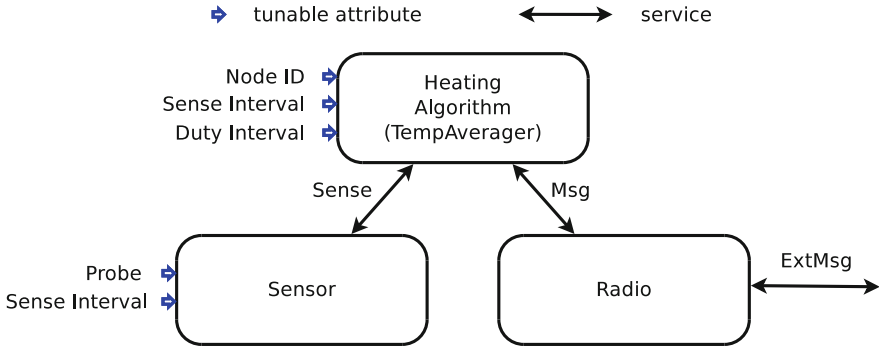 tunable attribute
service
Node ID
Sense Interval
Duty Interval
Heating
Algorithm
(TempAverager)
Sense
Msg
Probe
Sense Interval
Sensor
Radio
ExtMsg